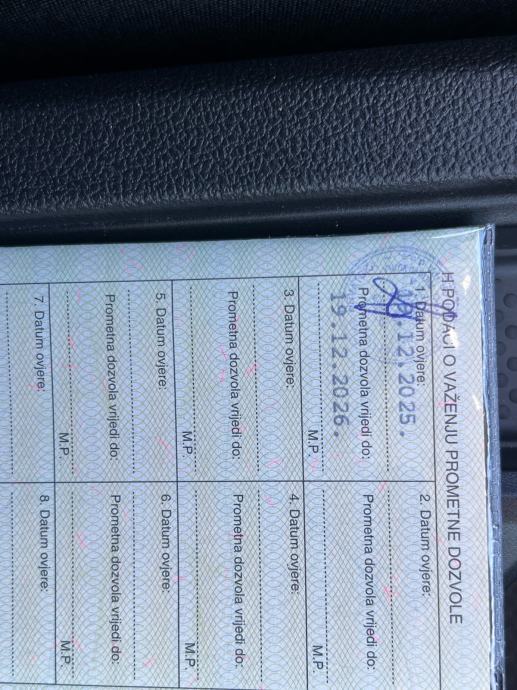 H PODACI O VAŽENJU PROMETNE DOZVOLE
1. Datum ovjere:
.12.2025.
Prometna dozvola vrijedi do:
19.12.2026.
M.P.
2. Datum ovjere:
Prometna dozvola vrijedi do:
M.P.
3. Datum ovjere:
Prometna dozvola vrijedi do:
M.P.
4. Datum ovjere:
Prometna dozvola vrijedi do:
M.P.
5. Datum ovjere:
Prometna dozvola vrijedi do:
M.P.
6. Datum ovjere:
Prometna dozvola vrijedi do:
M.P.
7. Datum ovjere:
8. Datum ovjere: